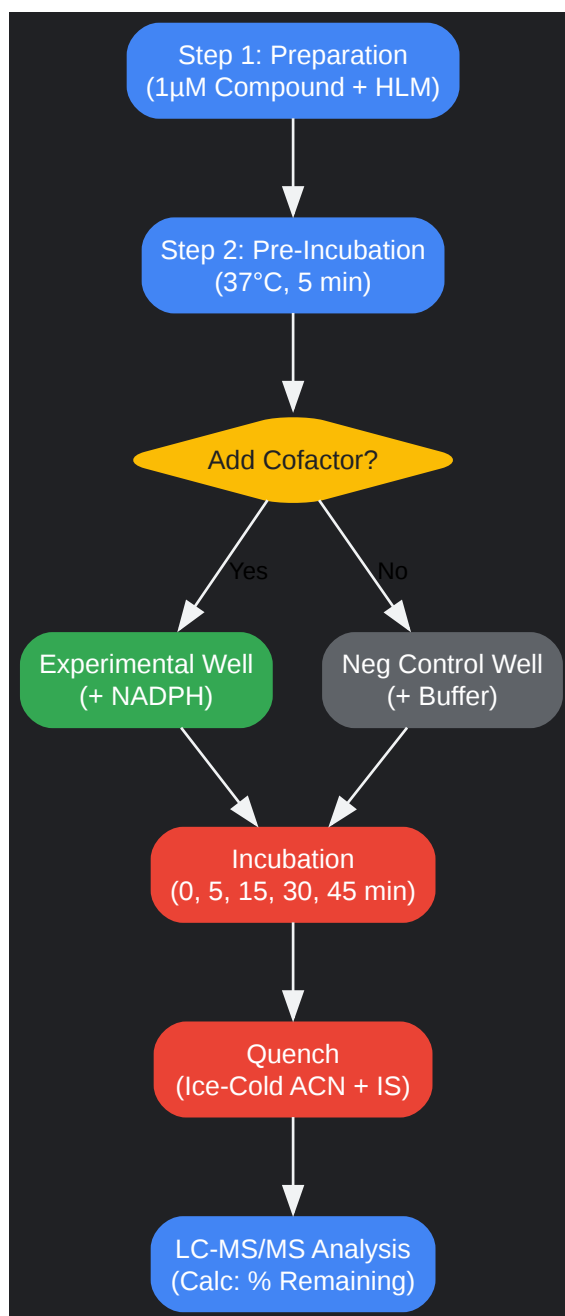 Step 1: Preparation
(1µM Compound + HLM)
Step 2: Pre-Incubation
(37°C, 5 min)
Add Cofactor?
Yes
No
Experimental Well
(+ NADPH)
Neg Control Well
(+ Buffer)
Incubation
(0, 5, 15, 30, 45 min)
Quench
(Ice-Cold ACN + IS)
LC-MS/MS Analysis
(Calc: % Remaining)